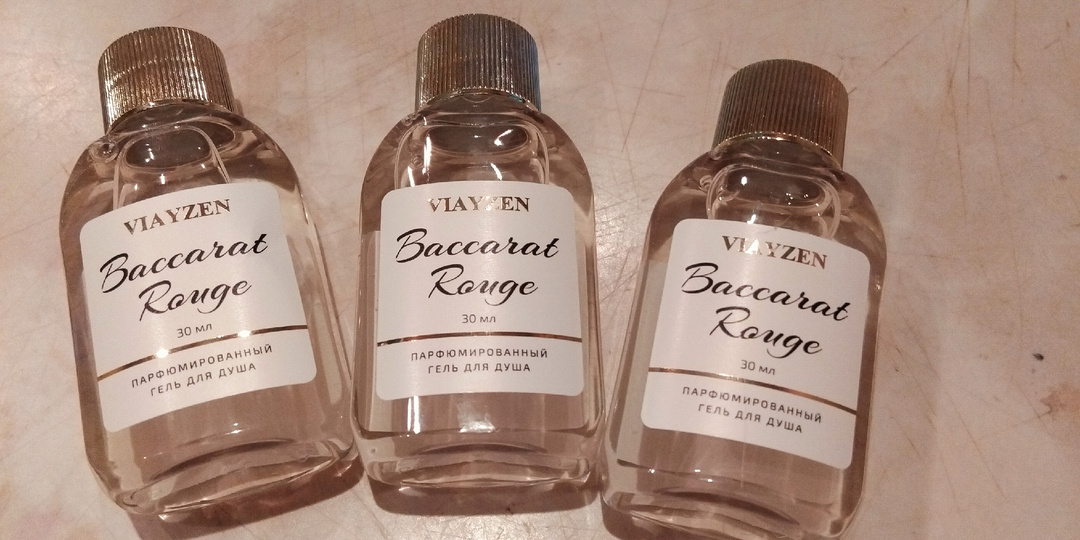 VIAYZEN
Baccarat
Rouge
30 мл
ПАРФЮМИРОВАННЫЙ
ГЕЛЬ ДЛЯ ДУША
VIAYZEN
Baccarat
Rouge
30 мл
ПАРФЮМИРОВАННЫЙ
ГЕЛЬ ДЛЯ ДУША
VIAYZEN
Baccarat
Rouge
30 мл
ПАРФЮМИРОВАННЫЙ
ГЕЛЬ ДЛЯ ДУША